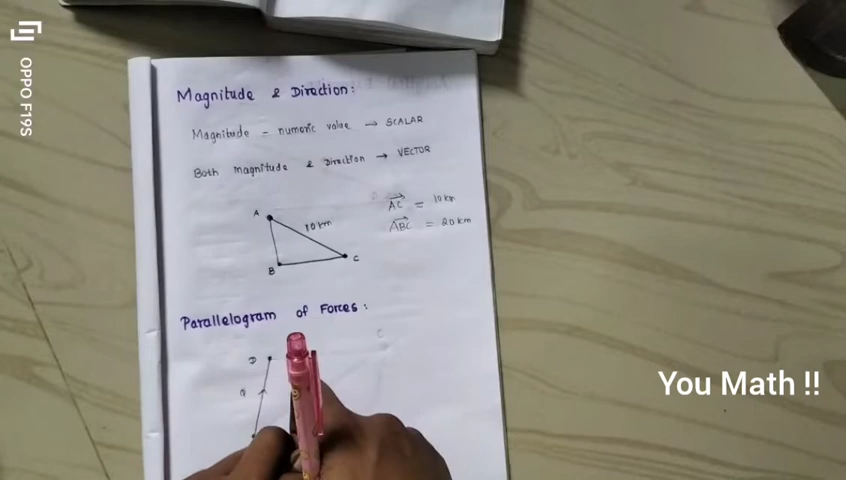 OPPO F19S
Magnitude & Direction:
Magnitude - numeric value → SCALAR
Both magnitude & Direction → VECTOR
AC = 10 km
ABC = 20 km
A
10 km
B
C
Parallelogram of Forces:
C
D
You Math !!